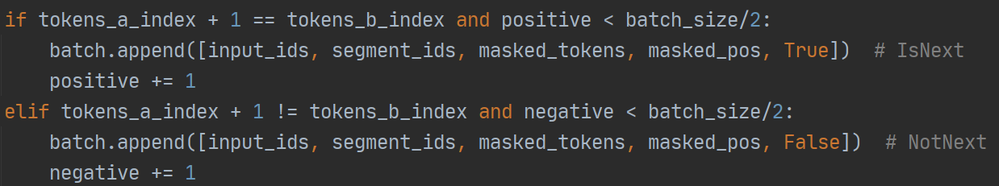 if tokens_a_index + 1 == tokens_b_index and positive < batch_size/2:
    batch.append([input_ids, segment_ids, masked_tokens, masked_pos, True])  # IsNext
    positive += 1
elif tokens_a_index + 1 != tokens_b_index and negative < batch_size/2:
    batch.append([input_ids, segment_ids, masked_tokens, masked_pos, False])  # NotNext
    negative += 1